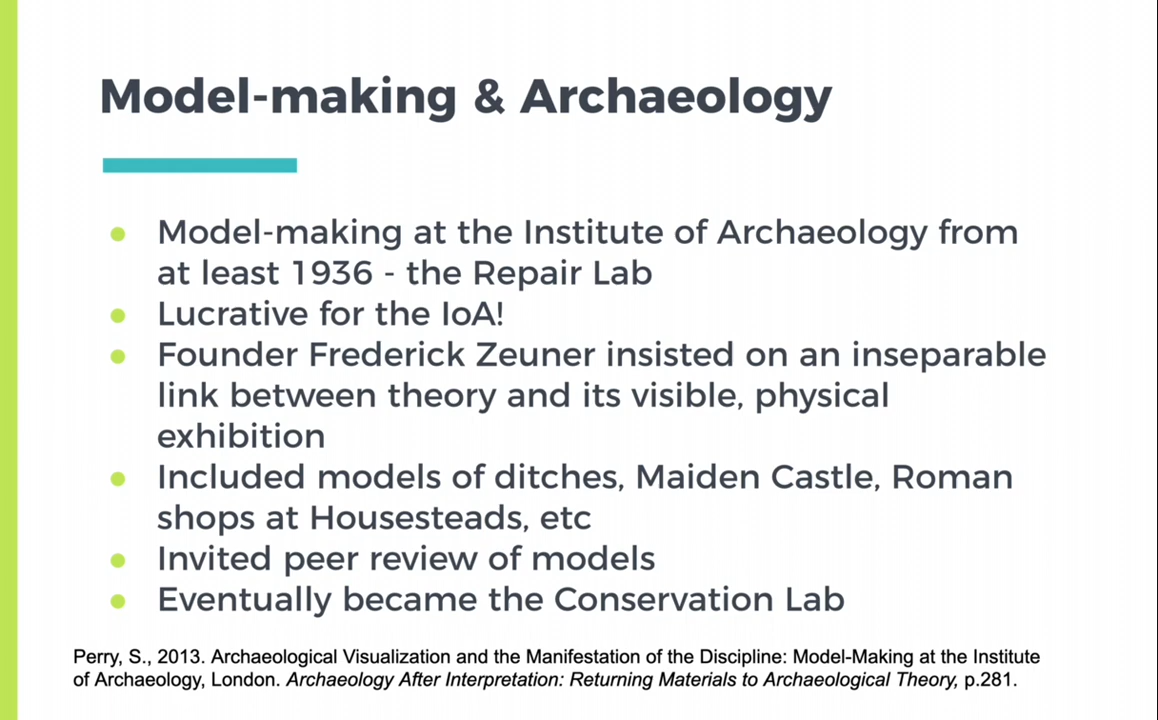 Model-making & Archaeology
● Model-making at the Institute of Archaeology from
at least 1936 - the Repair Lab
● Lucrative for the IoA!
● Founder Frederick Zeuner insisted on an inseparable
link between theory and its visible, physical
exhibition
● Included models of ditches, Maiden Castle, Roman
shops at Housesteads, etc
● Invited peer review of models
● Eventually became the Conservation Lab
Perry, S., 2013. Archaeological Visualization and the Manifestation of the Discipline: Model-Making at the Institute
of Archaeology, London. Archaeology After Interpretation: Returning Materials to Archaeological Theory, p.281.